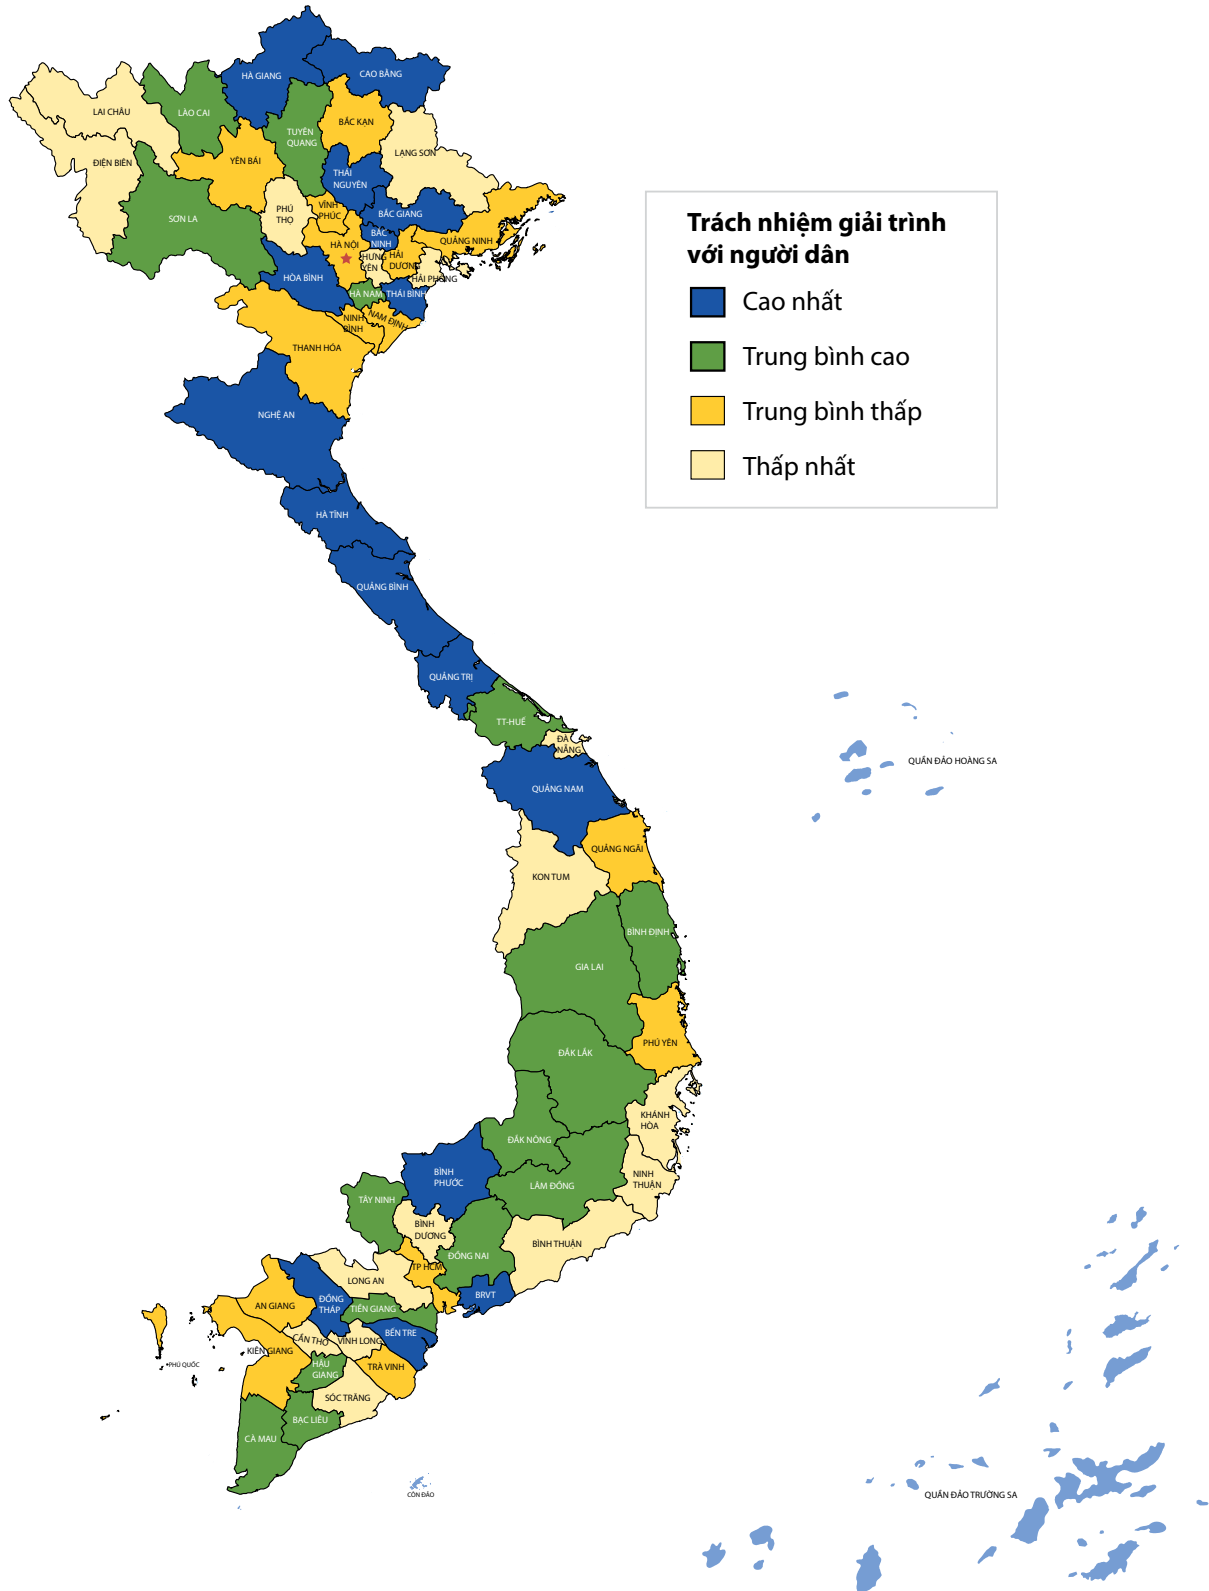 HÀ GIANG
CAO BẰNG
LAI CHÂU
LÀO CAI
BẮC KẠN
TUYÊN
QUANG
LẠNG SƠN
ĐIỆN BIÊN
YÊN BÁI
THÁI
NGUYÊN
PHÚ
THỌ
VĨNH
PHÚC
SƠN LA
BẮC GIANG
BẮC
NINH
HÀ NỘI
QUẢNG NINH
HƯNG
YÊN
HẢI
DƯƠNG
HẢI PHÒNG
HÒA BÌNH
HÀ NAM
THÁI BÌNH
NINH
BÌNH
NAM ĐỊNH
THANH HÓA
NGHỆ AN
HÀ TĨNH
QUẢNG BÌNH
QUẢNG TRỊ
TT-HUẾ
ĐÀ
NẴNG
QUẢNG NAM
QUẢNG NGÃI
KON TUM
BÌNH ĐỊNH
GIA LAI
PHÚ YÊN
ĐẮK LẮK
KHÁNH
HÒA
ĐẮK NÔNG
BÌNH
PHƯỚC
NINH
THUẬN
LÂM ĐỒNG
TÂY NINH
BÌNH
DƯƠNG
BÌNH THUẬN
ĐỒNG NAI
TP HCM
LONG AN
BRVT
ĐỒNG
THÁP
AN GIANG
TIỀN GIANG
BẾN TRE
CẦN THƠ
VĨNH LONG
KIÊN GIANG
PHÚ QUỐC
HẬU
GIANG
TRÀ VINH
SÓC TRĂNG
BẠC LIÊU
CÀ MAU
CÔN ĐẢO
Trách nhiệm giải trình
với người dân
Cao nhất
Trung bình cao
Trung bình thấp
Thấp nhất
QUẦN ĐẢO HOÀNG SA
QUẦN ĐẢO TRƯỜNG SA